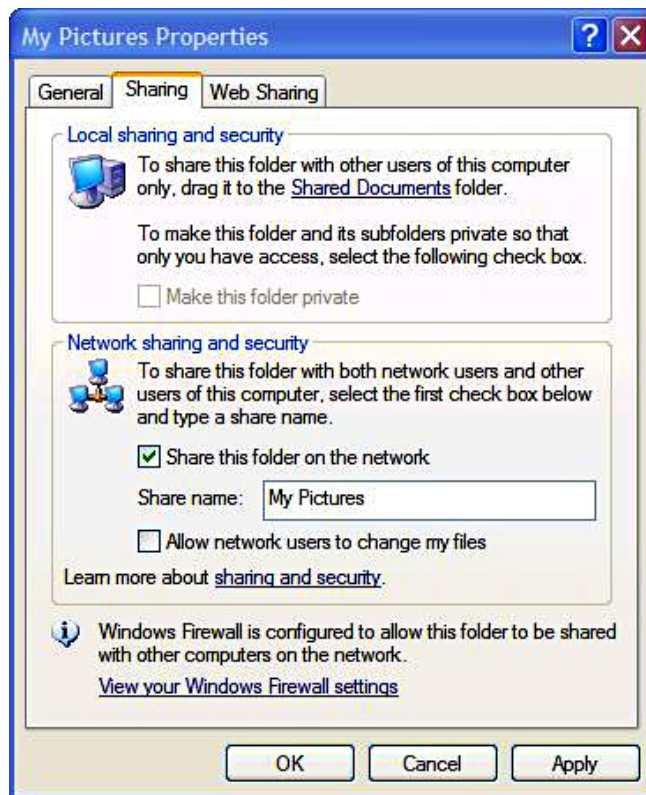 My Pictures Properties
?
X
General
Sharing
Web Sharing
Local sharing and security
To share this folder with other users of this computer
only, drag it to the Shared Documents folder.
To make this folder and its subfolders private so that
only you have access, select the following check box.
Make this folder private
Network sharing and security
To share this folder with both network users and other
users of this computer, select the first check box below
and type a share name.
Share this folder on the network
Share name: My Pictures
Allow network users to change my files
Learn more about sharing and security.
Windows Firewall is configured to allow this folder to be shared
with other computers on the network.
View your Windows Firewall settings
OK
Cancel
Apply